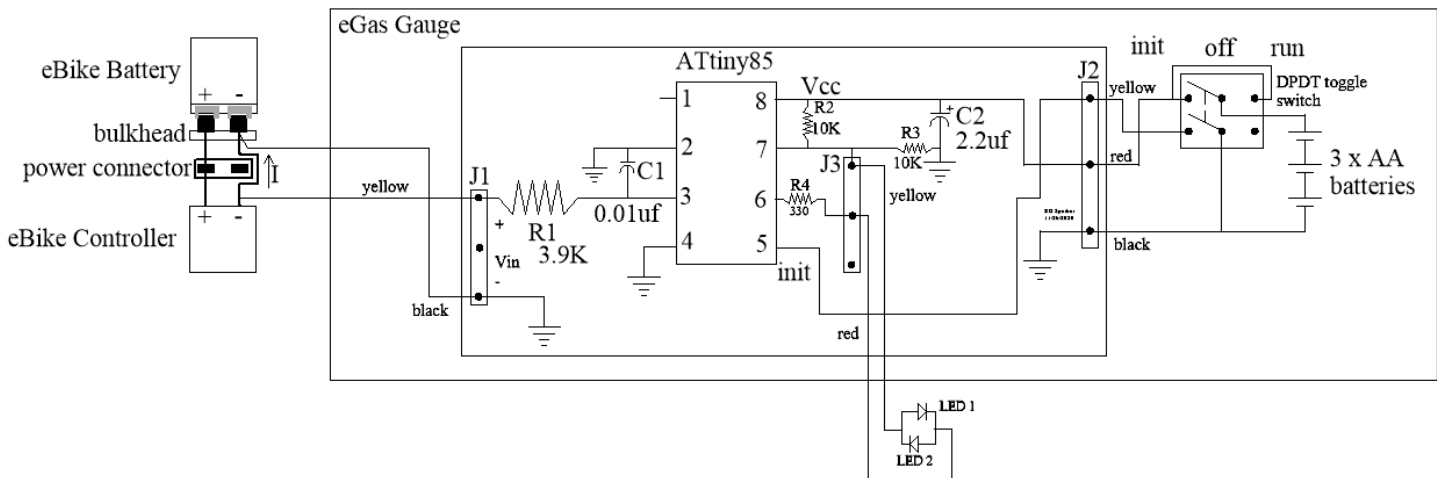 eGas Gauge
eBike Battery
+ -
bulkhead
power connector
I
+ -
eBike Controller
yellow
black
J1
+
Vin
-
R1
3.9K
C1
0.01uf
ATtiny85
1
2
3
4
8
7
6
5
init
Vcc
R2
10K
R3
10K
+
C2
2.2uf
R4
330
J3
yellow
red
J2
yellow
red
black
init off run
DPDT toggle
switch
3 x AA
batteries
LED 1
LED 2